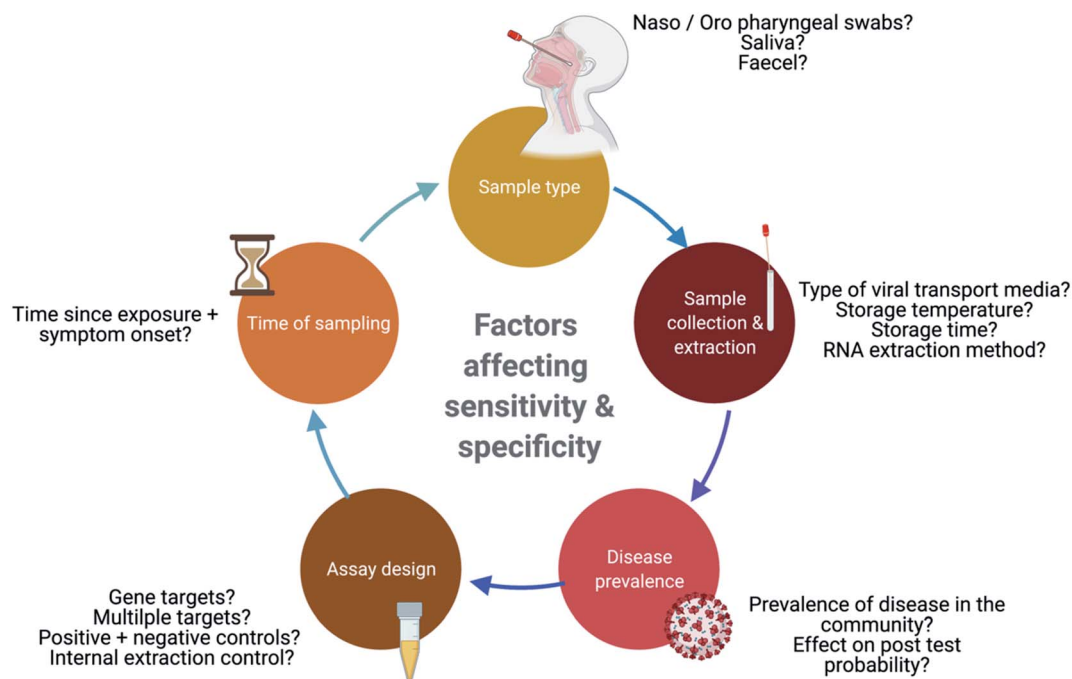 Naso / Oro pharyngeal swabs?
Saliva?
Faecel?
Sample type
Sample
collection &
extraction
Type of viral transport media?
Storage temperature?
Storage time?
RNA extraction method?
Disease
prevalence
Prevalence of disease in the
community?
Effect on post test
probability?
Assay design
Gene targets?
Multilple targets?
Positive + negative controls?
Internal extraction control?
Time of sampling
Time since exposure +
symptom onset?
Factors
affecting
sensitivity &
specificity